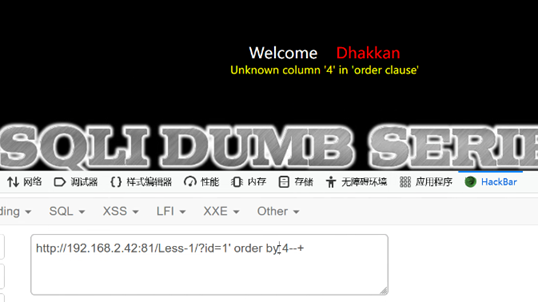 Welcome Dhakkan
Unknown column '4' in 'order clause'
SQLI DUMB SERIE
网络 调试器 {} 样式编辑器 性能 内存 存储 无障碍环境 应用程序 HackBar
ding SQL XSS LFI XXE Other
http://192.168.2.42:81/Less-1/?id=1' order by 4--+